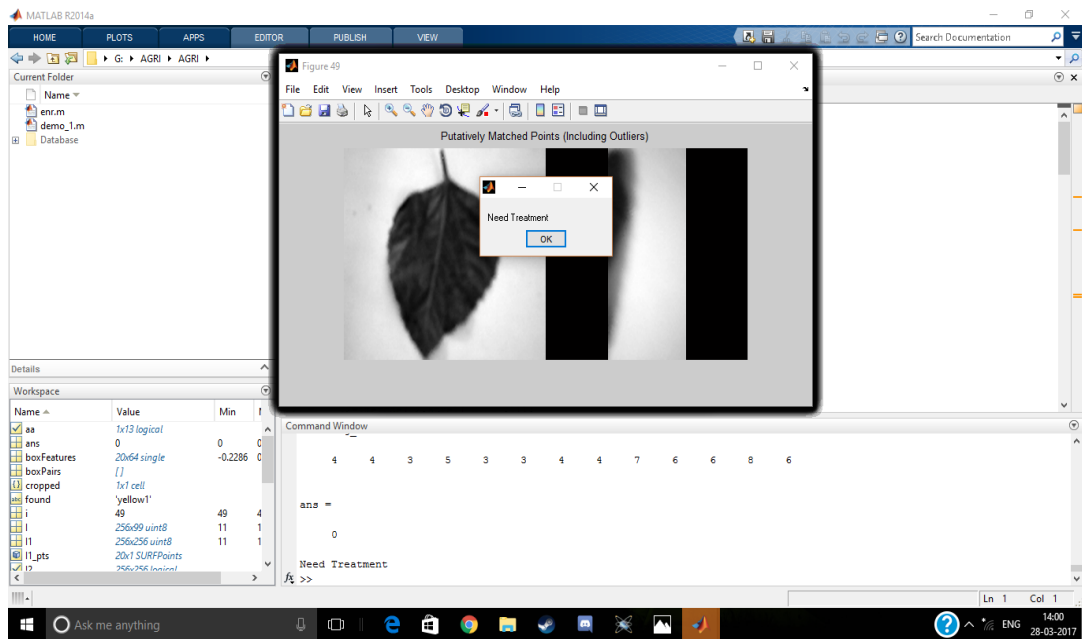 MATLAB R2014a
HOME PLOTS APPS EDITOR PUBLISH VIEW
Search Documentation
G: AGRI AGRI
Current Folder
Name
enr.m
demo_1.m
Database
Details
Workspace
Name Value Min
aa 1x13 logical
ans 0 0
boxFeatures 20x64 single -0.2286
boxPairs []
cropped 1x1 cell
abc found 'yellow1'
i 49 49
I 256x99 uint8 11
I1 256x256 uint8 11
I1_pts 20x1 SURFPoints
I2 256x256 logical
Figure 49
File Edit View Insert Tools Desktop Window Help
Putatively Matched Points (Including Outliers)
Need Treatment
OK
Command Window
4 4 3 5 3 3 4 4 7 6 6 8 6
ans =
0
Need Treatment
fx >>
Ln 1 Col 1
Ask me anything
ENG
14:00
28-03-2017